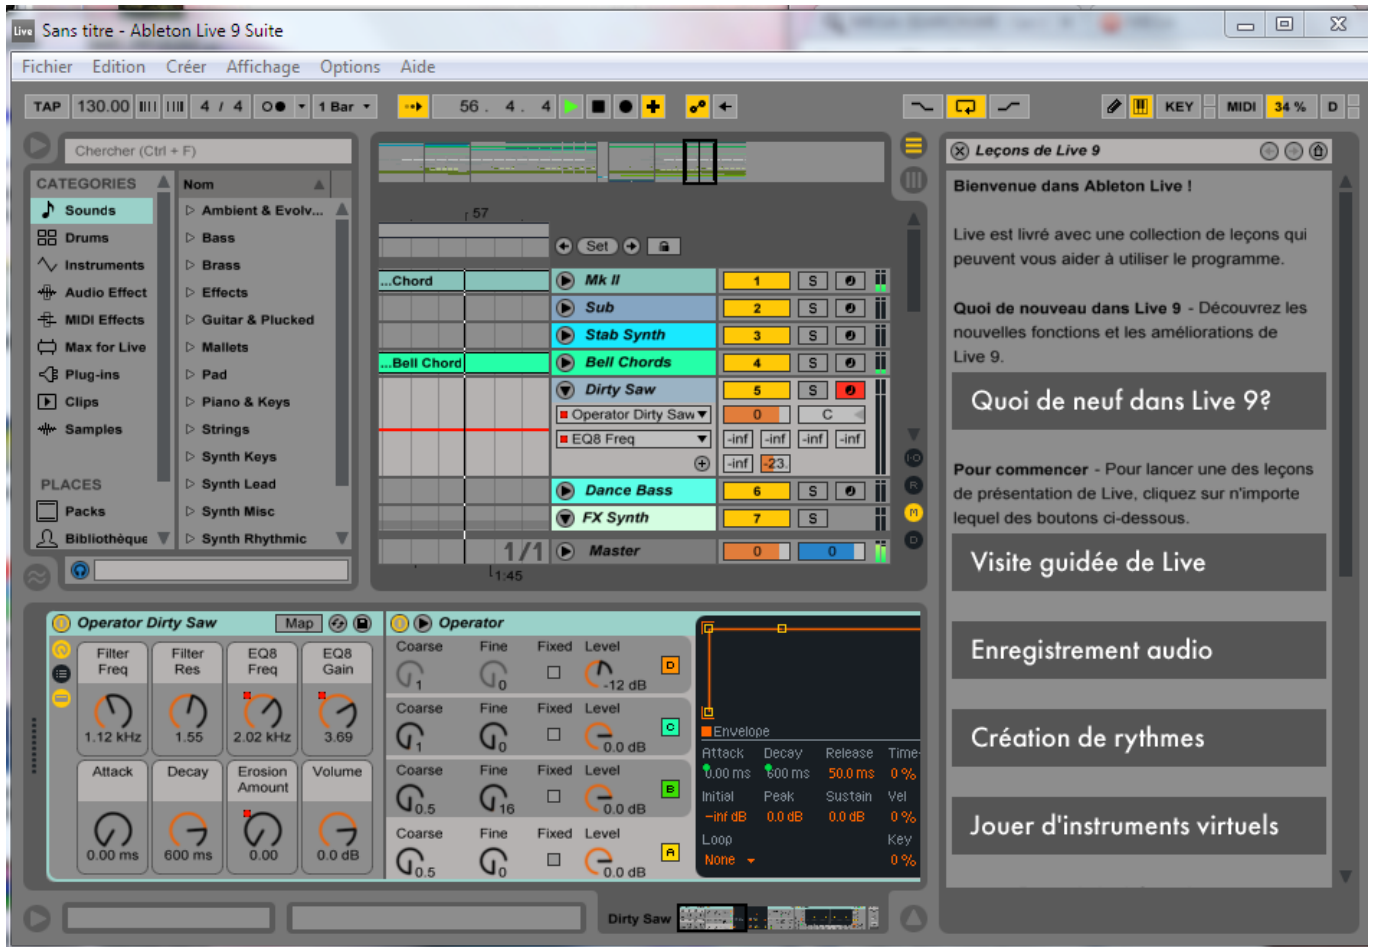 Live Sans titre - Ableton Live 9 Suite
Fichier Edition Créer Affichage Options Aide
TAP 130.00 4 / 4 1 Bar 56 . 4 . 4 KEY MIDI 34 % D
Chercher (Ctrl + F)
CATEGORIES
Sounds
Drums
Instruments
Audio Effect
MIDI Effects
Max for Live
Plug-ins
Clips
Samples
PLACES
Packs
Bibliothèque
Nom
Ambient & Evolv...
Bass
Brass
Effects
Guitar & Plucked
Mallets
Pad
Piano & Keys
Strings
Synth Keys
Synth Lead
Synth Misc
Synth Rhythmic
57
Set
...Chord Mk II 1 S
Sub 2 S
Stab Synth 3 S
...Bell Chord Bell Chords 4 S
Dirty Saw 5 S
Operator Dirty Saw 0 C
EQ8 Freq -inf -inf -inf -inf
-inf -23.
Dance Bass 6 S
FX Synth 7 S
1/1 Master 0 0
1:45
I-O
R
M
D
Leçons de Live 9
Bienvenue dans Ableton Live !
Live est livré avec une collection de leçons qui
peuvent vous aider à utiliser le programme.
Quoi de nouveau dans Live 9 - Découvrez les
nouvelles fonctions et les améliorations de
Live 9.
Quoi de neuf dans Live 9?
Pour commencer - Pour lancer une des leçons
de présentation de Live, cliquez sur n'importe
lequel des boutons ci-dessous.
Visite guidée de Live
Enregistrement audio
Création de rythmes
Jouer d'instruments virtuels
Operator Dirty Saw Map
Filter Freq Filter Res EQ8 Freq EQ8 Gain
1.12 kHz 1.55 2.02 kHz 3.69
Attack Decay Erosion Amount Volume
0.00 ms 600 ms 0.00 0.0 dB
Operator
Coarse Fine Fixed Level
1 0 -12 dB D
Coarse Fine Fixed Level
1 0 0.0 dB C
Coarse Fine Fixed Level
0.5 16 0.0 dB B
Coarse Fine Fixed Level
0.5 0 0.0 dB A
Envelope
Attack Decay Release Time
0.00 ms 600 ms 50.0 ms 0 %
Initial Peak Sustain Vel
-inf dB 0.0 dB 0.0 dB 0 %
Loop Key
None 0 %
Dirty Saw